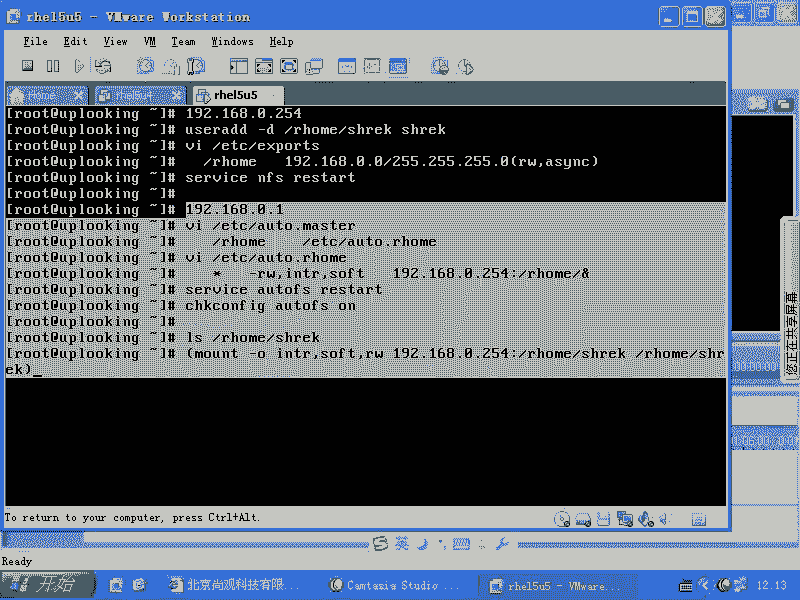 rhel5u5 - VMware Workstation
File Edit View VM Team Windows Help
Home rhel5u4 rhel5u5
[root@uplooking ~]# 192.168.0.254
[root@uplooking ~]# useradd -d /rhome/shrek shrek
[root@uplooking ~]# vi /etc/exports
[root@uplooking ~]# /rhome 192.168.0.0/255.255.255.0(rw,async)
[root@uplooking ~]# service nfs restart
[root@uplooking ~]#
[root@uplooking ~]# 192.168.0.1
[root@uplooking ~]# vi /etc/auto.master
[root@uplooking ~]# /rhome /etc/auto.rhome
[root@uplooking ~]# vi /etc/auto.rhome
[root@uplooking ~]# * -rw,intr,soft 192.168.0.254:/rhome/&
[root@uplooking ~]# service autofs restart
[root@uplooking ~]# chkconfig autofs on
[root@uplooking ~]#
[root@uplooking ~]# ls /rhome/shrek
[root@uplooking ~]# (mount -o intr,soft,rw 192.168.0.254:/rhome/shrek /rhome/shr
ek)_
To return to your computer, press Ctrl+Alt.
您正在共享屏幕
Ready
开始
北京尚观科技有限...
Camtasia Studio ...
rhel5u5 - VMware...
12:13